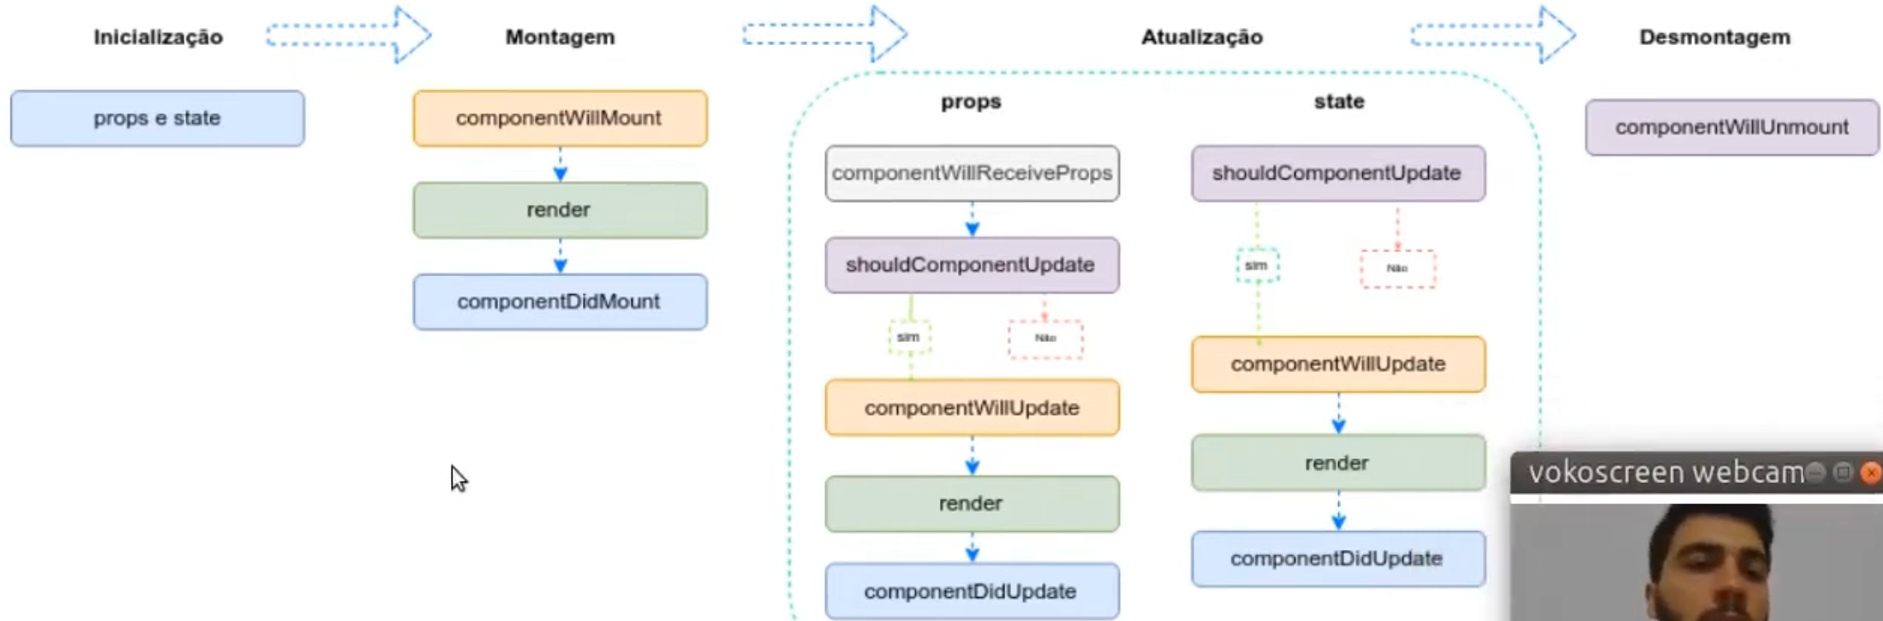 Inicialização
Montagem
Atualização
Desmontagem
props e state
componentWillMount
render
componentDidMount
props
componentWillReceiveProps
shouldComponentUpdate
sim
Não
componentWillUpdate
render
componentDidUpdate
state
shouldComponentUpdate
sim
Não
componentWillUpdate
render
componentDidUpdate
componentWillUnmount
vokoscreen webcam